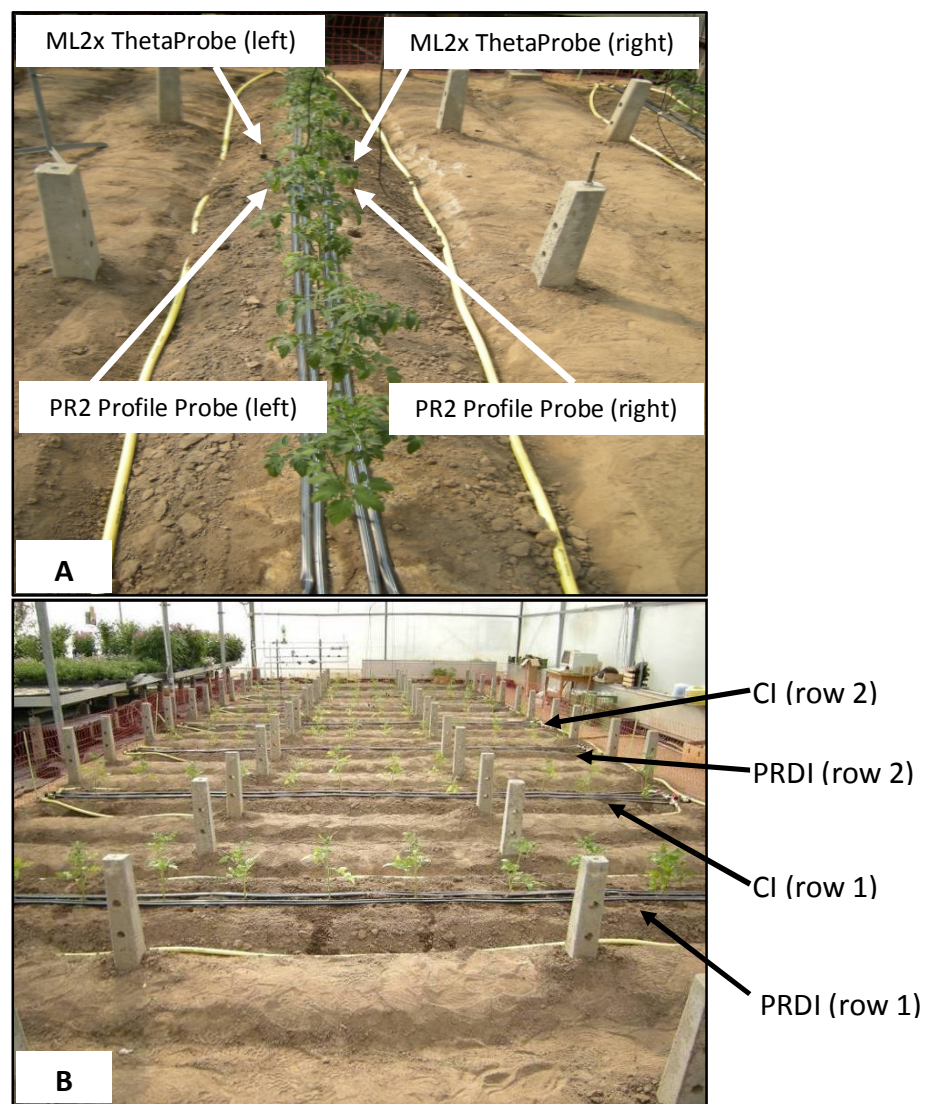 ML2x ThetaProbe (left)
ML2x ThetaProbe (right)
PR2 Profile Probe (left)
PR2 Profile Probe (right)
A
CI (row 2)
PRDI (row 2)
CI (row 1)
PRDI (row 1)
B